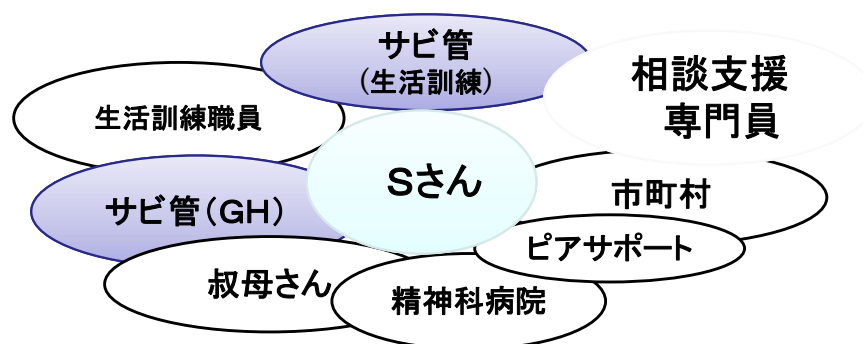 サビ管
(生活訓練)
相談支援
専門員
生活訓練職員
Sさん
市町村
サビ管(GH)
ピアサポート
叔母さん
精神科病院